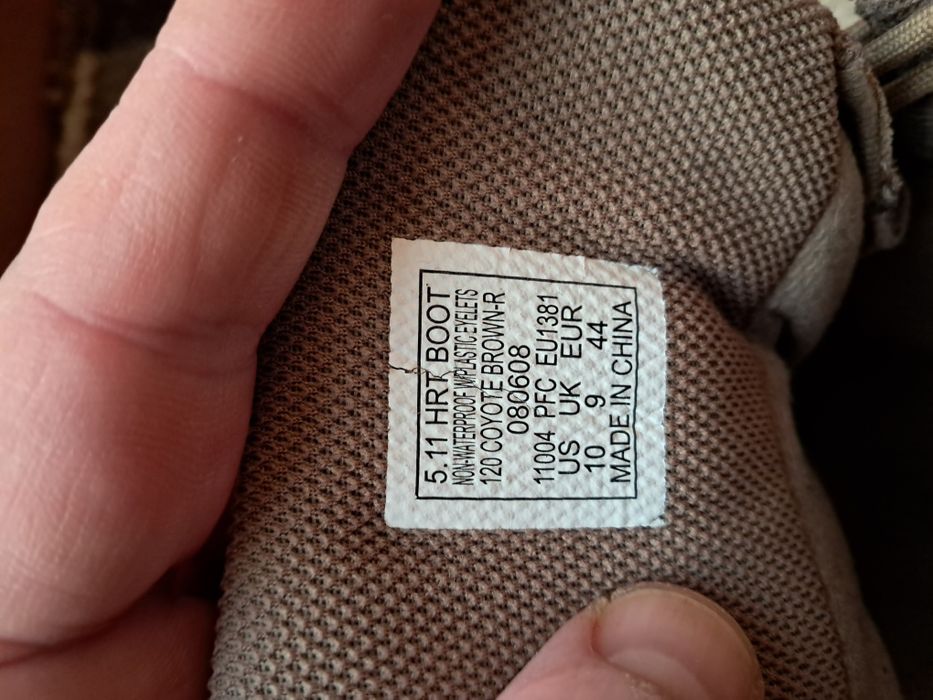 5.11 HRT BOOT
NON-WATERPROOF W/PLASTIC EYELETS
120 COYOTE BROWN-R
080608
11004 PFC EU1381
US UK EUR
10 9 44
MADE IN CHINA